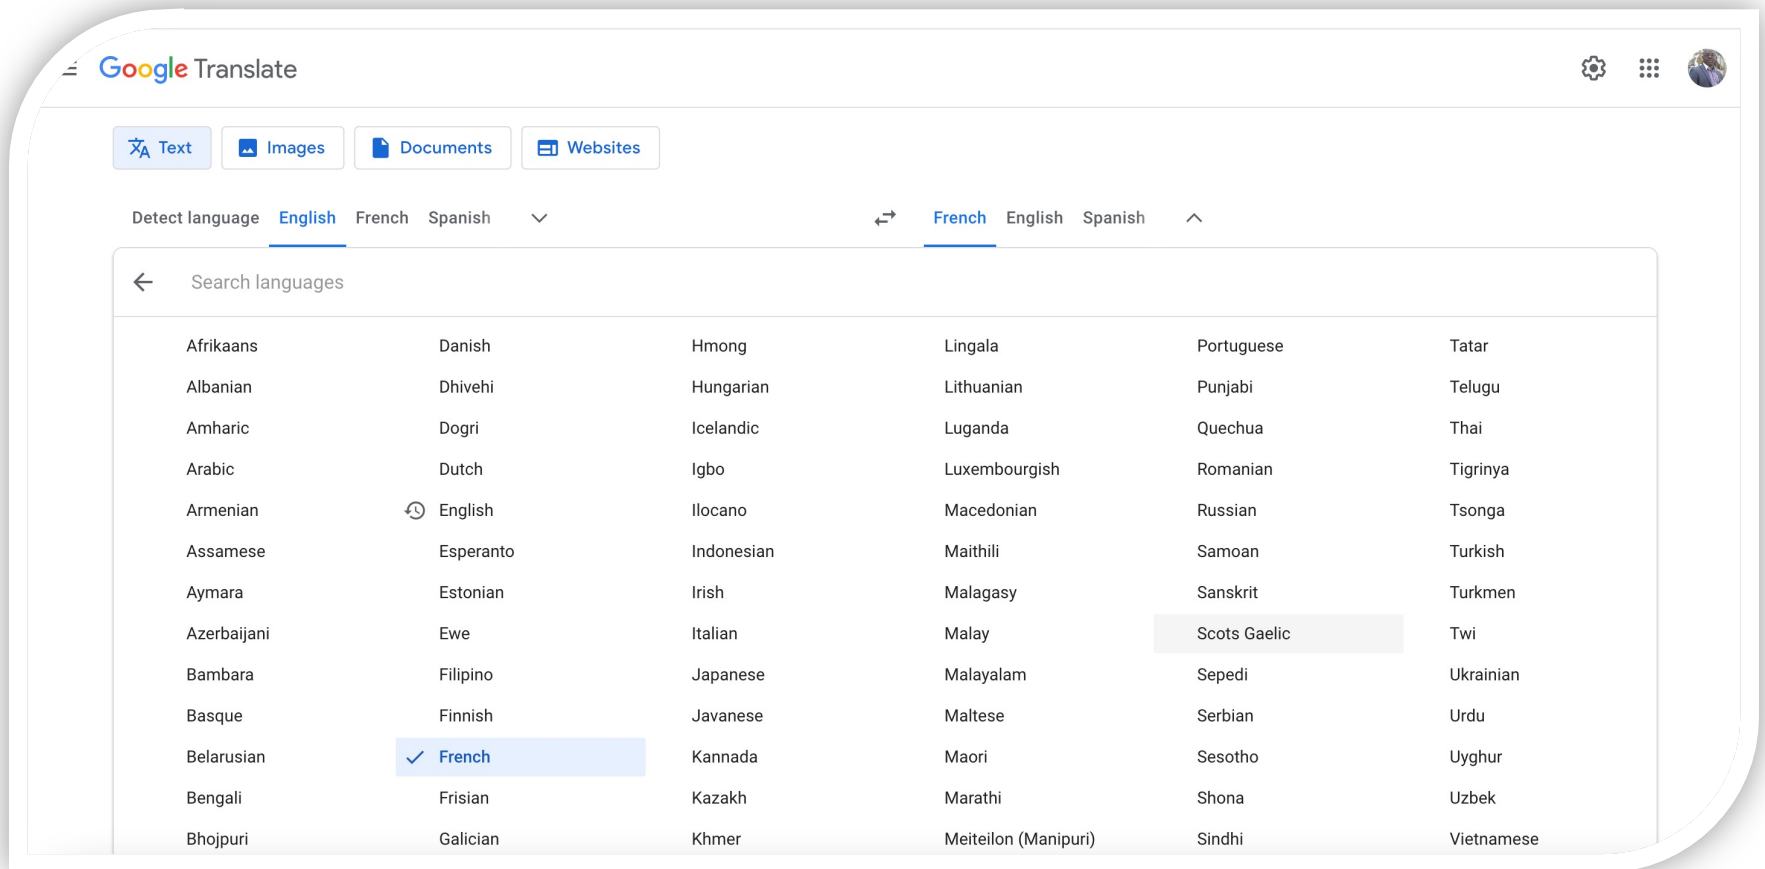 Google Translate
Text
Images
Documents
Websites
Detect language English French Spanish
French English Spanish
Search languages
Afrikaans
Albanian
Amharic
Arabic
Armenian
Assamese
Aymara
Azerbaijani
Bambara
Basque
Belarusian
Bengali
Bhojpuri
Danish
Dhivehi
Dogri
Dutch
English
Esperanto
Estonian
Ewe
Filipino
Finnish
French
Frisian
Galician
Hmong
Hungarian
Icelandic
Igbo
Ilocano
Indonesian
Irish
Italian
Japanese
Javanese
Kannada
Kazakh
Khmer
Lingala
Lithuanian
Luganda
Luxembourgish
Macedonian
Maithili
Malagasy
Malay
Malayalam
Maltese
Maori
Marathi
Meiteilon (Manipuri)
Portuguese
Punjabi
Quechua
Romanian
Russian
Samoan
Sanskrit
Scots Gaelic
Sepedi
Serbian
Sesotho
Shona
Sindhi
Tatar
Telugu
Thai
Tigrinya
Tsonga
Turkish
Turkmen
Twi
Ukrainian
Urdu
Uyghur
Uzbek
Vietnamese